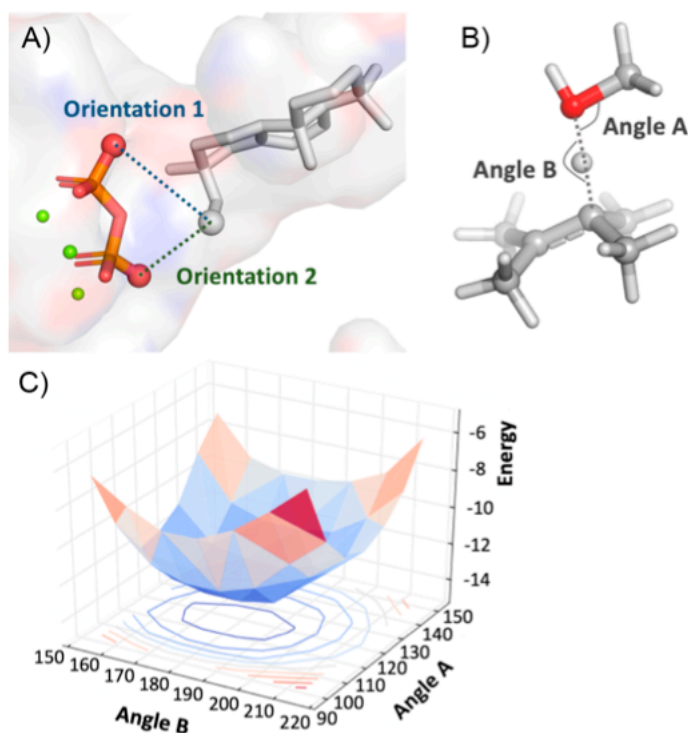 A)
Orientation 1
Orientation 2
B)
Angle A
Angle B
C)
-6
-8
-10
-12
-14
Energy
150
160
170
180
190
200
210
220
Angle B
90
100
110
120
130
140
150
Angle A